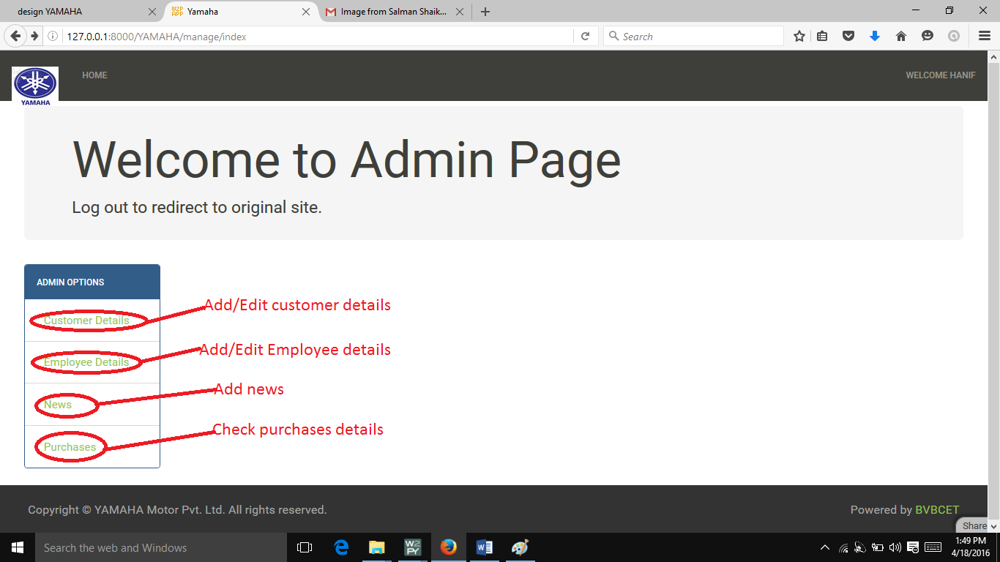 design YAMAHA
Yamaha
Image from Salman Shaik...
127.0.0.1:8000/YAMAHA/manage/index
Search
YAMAHA
HOME
WELCOME HANIF
Welcome to Admin Page
Log out to redirect to original site.
ADMIN OPTIONS
Customer Details
Add/Edit customer details
Employee Details
Add/Edit Employee details
News
Add news
Purchases
Check purchases details
Copyright © YAMAHA Motor Pvt. Ltd. All rights reserved.
Powered by BVBCET
Share
Search the web and Windows
W2
PY
1:49 PM
4/18/2016